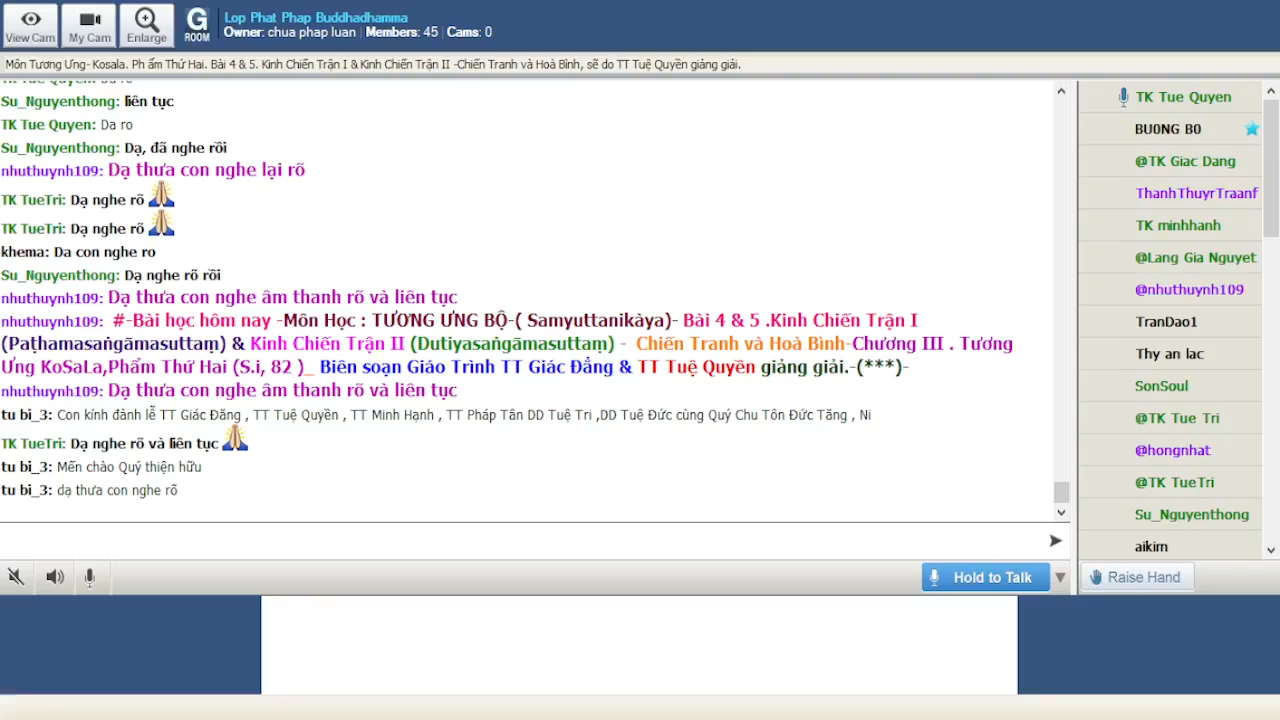 View Cam
My Cam
Enlarge
G
ROOM
Lop Phat Phap Buddhadhamma
Owner: chua phap luan | Members: 45 | Cams: 0
Môn Tương Ưng- Kosala. Ph ẩm Thứ Hai. Bài 4 & 5. Kinh Chiến Trận I & Kinh Chiến Trận II -Chiến Tranh và Hoà Bình, sẽ do TT Tuệ Quyền giảng giải.
TK Tue Quyen: Da ro
Su_Nguyenthong: liên tục
TK Tue Quyen: Da ro
Su_Nguyenthong: Dạ, đã nghe rồi
nhuthuynh109: Dạ thưa con nghe lại rõ
TK TueTri: Dạ nghe rõ
TK TueTri: Dạ nghe rõ
khema: Da con nghe ro
Su_Nguyenthong: Dạ nghe rõ rồi
nhuthuynh109: Dạ thưa con nghe âm thanh rõ và liên tục
nhuthuynh109: #-Bài học hôm nay -Môn Học : TƯƠNG ƯNG BỘ-( Samyuttanikàya)- Bài 4 & 5 .Kinh Chiến Trận I
(Paṭhamasaṅgāmasuttaṃ) & Kinh Chiến Trận II (Dutiyasaṅgāmasuttaṃ) - Chiến Tranh và Hoà Bình-Chương III . Tương
Ưng KoSaLa,Phẩm Thứ Hai (S.i, 82 )_ Biên soạn Giáo Trình TT Giác Đẳng & TT Tuệ Quyền giảng giải.-(***)-
nhuthuynh109: Dạ thưa con nghe âm thanh rõ và liên tục
tu bi_3: Con kính đảnh lễ TT Giác Đăng , TT Tuệ Quyền , TT Minh Hạnh , TT Pháp Tân DD Tuệ Tri ,DD Tuệ Đức cùng Quý Chu Tôn Đức Tăng , Ni
TK TueTri: Dạ nghe rõ và liên tục
tu bi_3: Mến chào Quý thiện hữu
tu bi_3: dạ thưa con nghe rõ
Hold to Talk
TK Tue Quyen
BU0NG B0
@TK Giac Dang
ThanhThuyrTraanf
TK minhhanh
@Lang Gia Nguyet
@nhuthuynh109
TranDao1
Thy an lac
SonSoul
@TK Tue Tri
@hongnhat
@TK TueTri
Su_Nguyenthong
aikim
Raise Hand